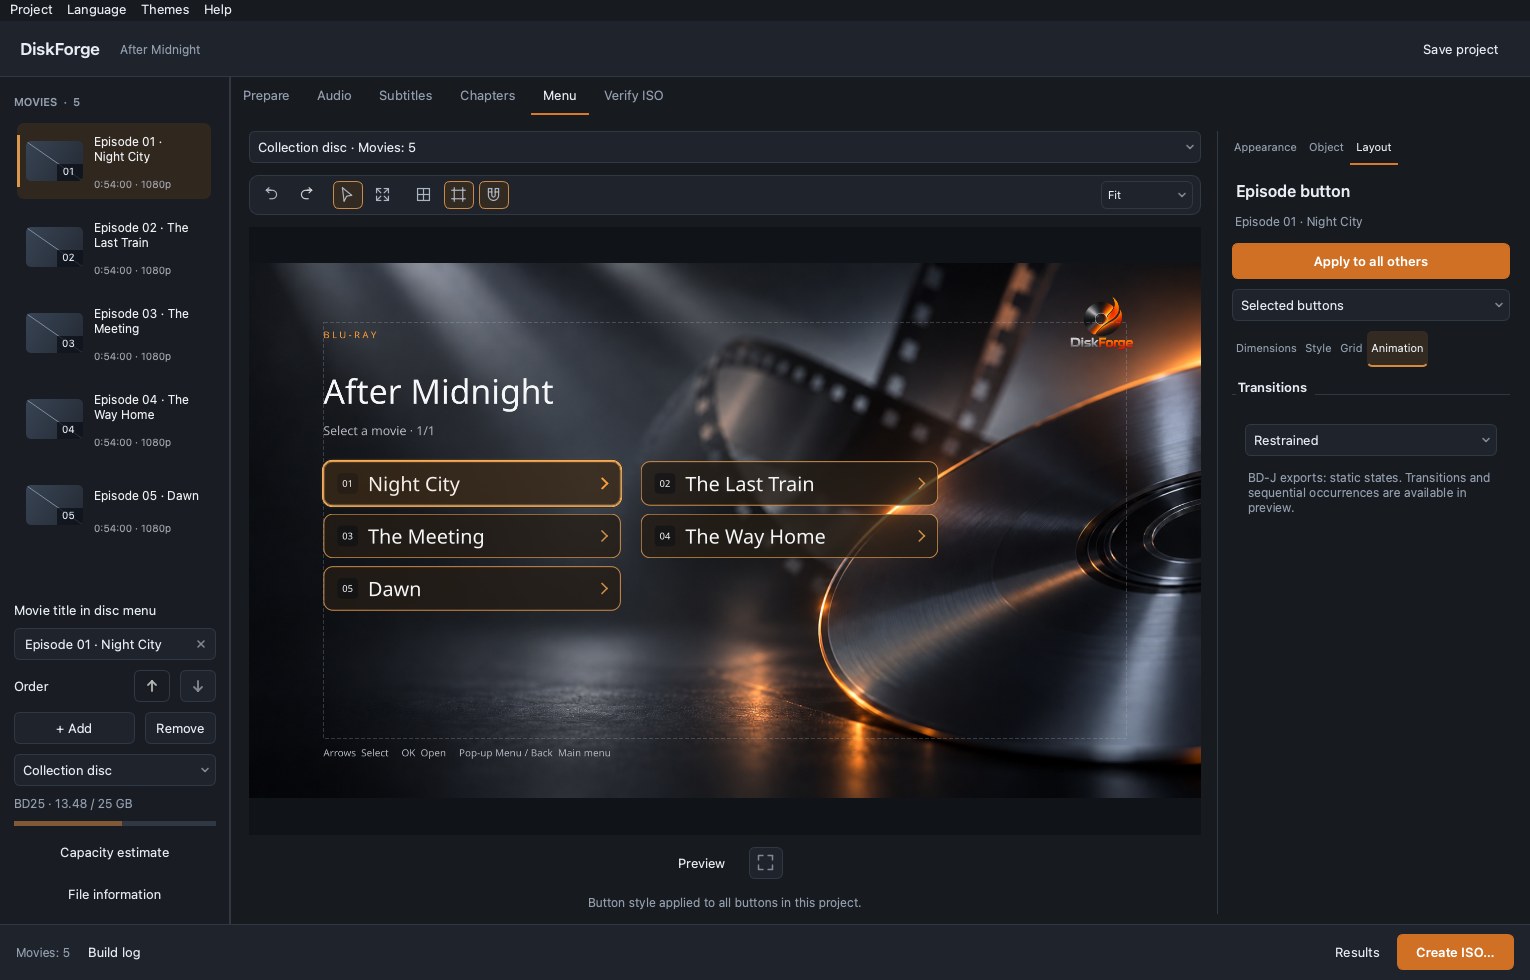 Project Language Themes Help
DiskForge After Midnight Save project
MOVIES · 5
Episode 01 ·
Night City
01
0:54:00 · 1080p
Episode 02 · The
Last Train
02
0:54:00 · 1080p
Episode 03 · The
Meeting
03
0:54:00 · 1080p
Episode 04 · The
Way Home
04
0:54:00 · 1080p
Episode 05 · Dawn
05
0:54:00 · 1080p
Movie title in disc menu
Episode 01 · Night City
Order
+ Add Remove
Collection disc
BD25 · 13.48 / 25 GB
Capacity estimate
File information
Prepare Audio Subtitles Chapters Menu Verify ISO
Collection disc · Movies: 5
Fit
BLU-RAY
DiskForge
After Midnight
Select a movie · 1/1
01 Night City
02 The Last Train
03 The Meeting
04 The Way Home
05 Dawn
Arrows Select OK Open Pop-up Menu / Back Main menu
Preview
Button style applied to all buttons in this project.
Appearance Object Layout
Episode button
Episode 01 · Night City
Apply to all others
Selected buttons
Dimensions Style Grid Animation
Transitions
Restrained
BD-J exports: static states. Transitions and
sequential occurrences are available in
preview.
Movies: 5 Build log Results Create ISO...